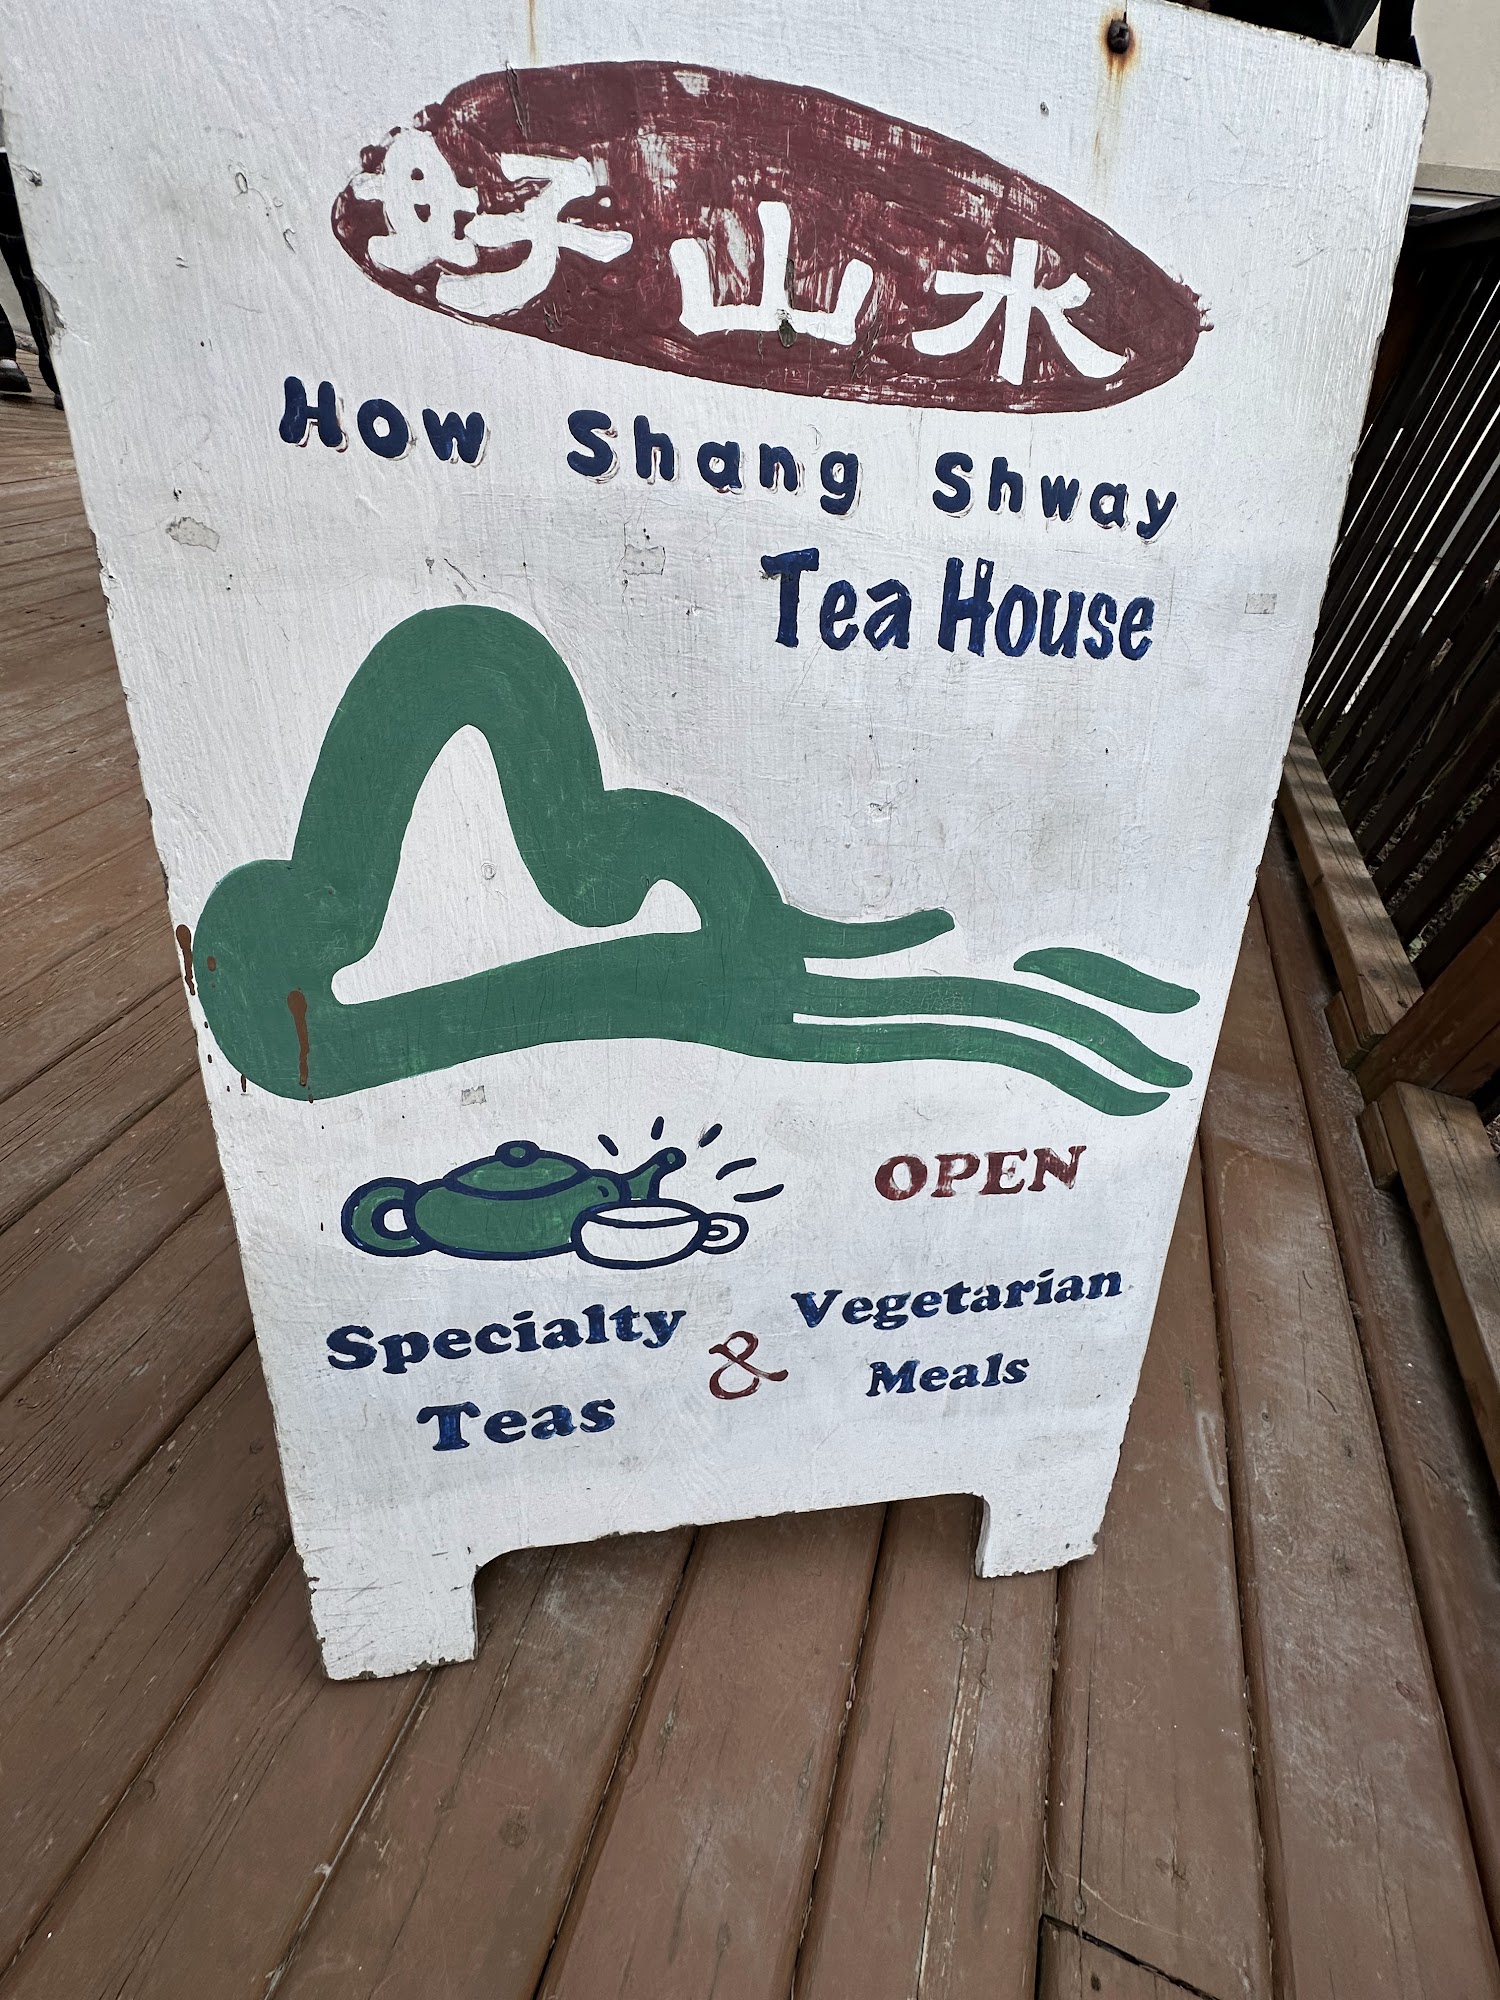 好山水
How Shang Shway
Tea House
OPEN
Specialty
Teas
&
Vegetarian
Meals